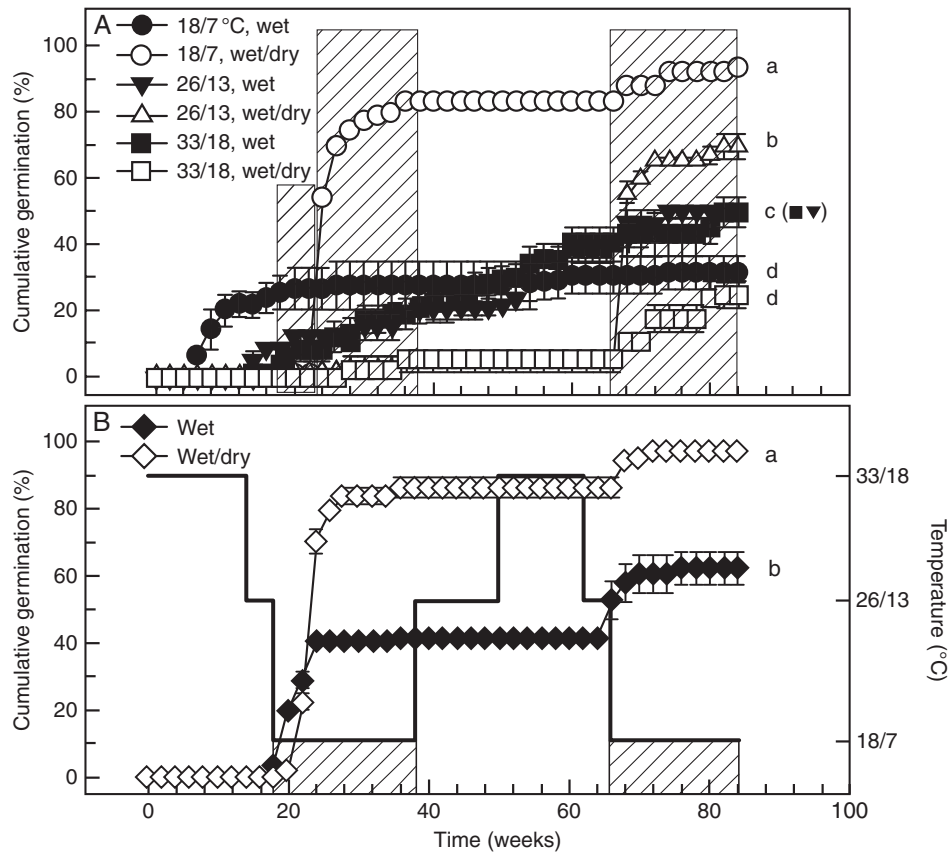 A
18/7 °C, wet
18/7, wet/dry
26/13, wet
26/13, wet/dry
33/18, wet
33/18, wet/dry
Cumulative germination (%)
100
80
60
40
20
0
a
b
c (■▼)
d
d
B
Wet
Wet/dry
Cumulative germination (%)
100
80
60
40
20
0
a
b
33/18
26/13
18/7
Temperature (°C)
0 20 40 60 80 100
Time (weeks)